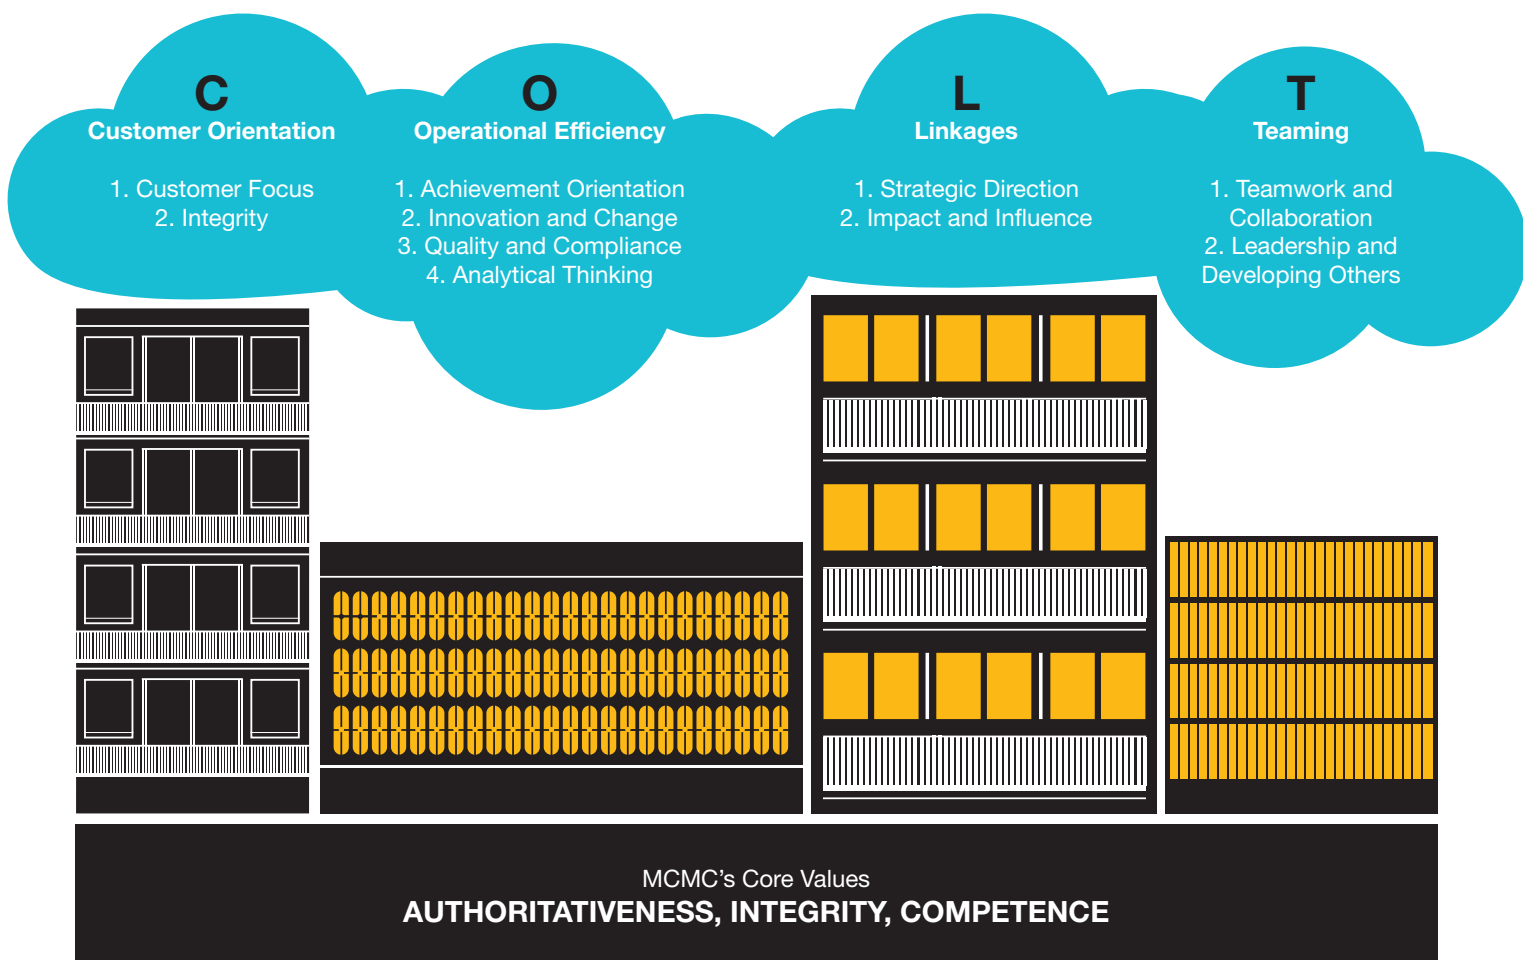 C
Customer Orientation
1. Customer Focus
2. Integrity
O
Operational Efficiency
1. Achievement Orientation
2. Innovation and Change
3. Quality and Compliance
4. Analytical Thinking
L
Linkages
1. Strategic Direction
2. Impact and Influence
T
Teaming
1. Teamwork and
Collaboration
2. Leadership and
Developing Others
MCMC’s Core Values
AUTHORITATIVENESS, INTEGRITY, COMPETENCE